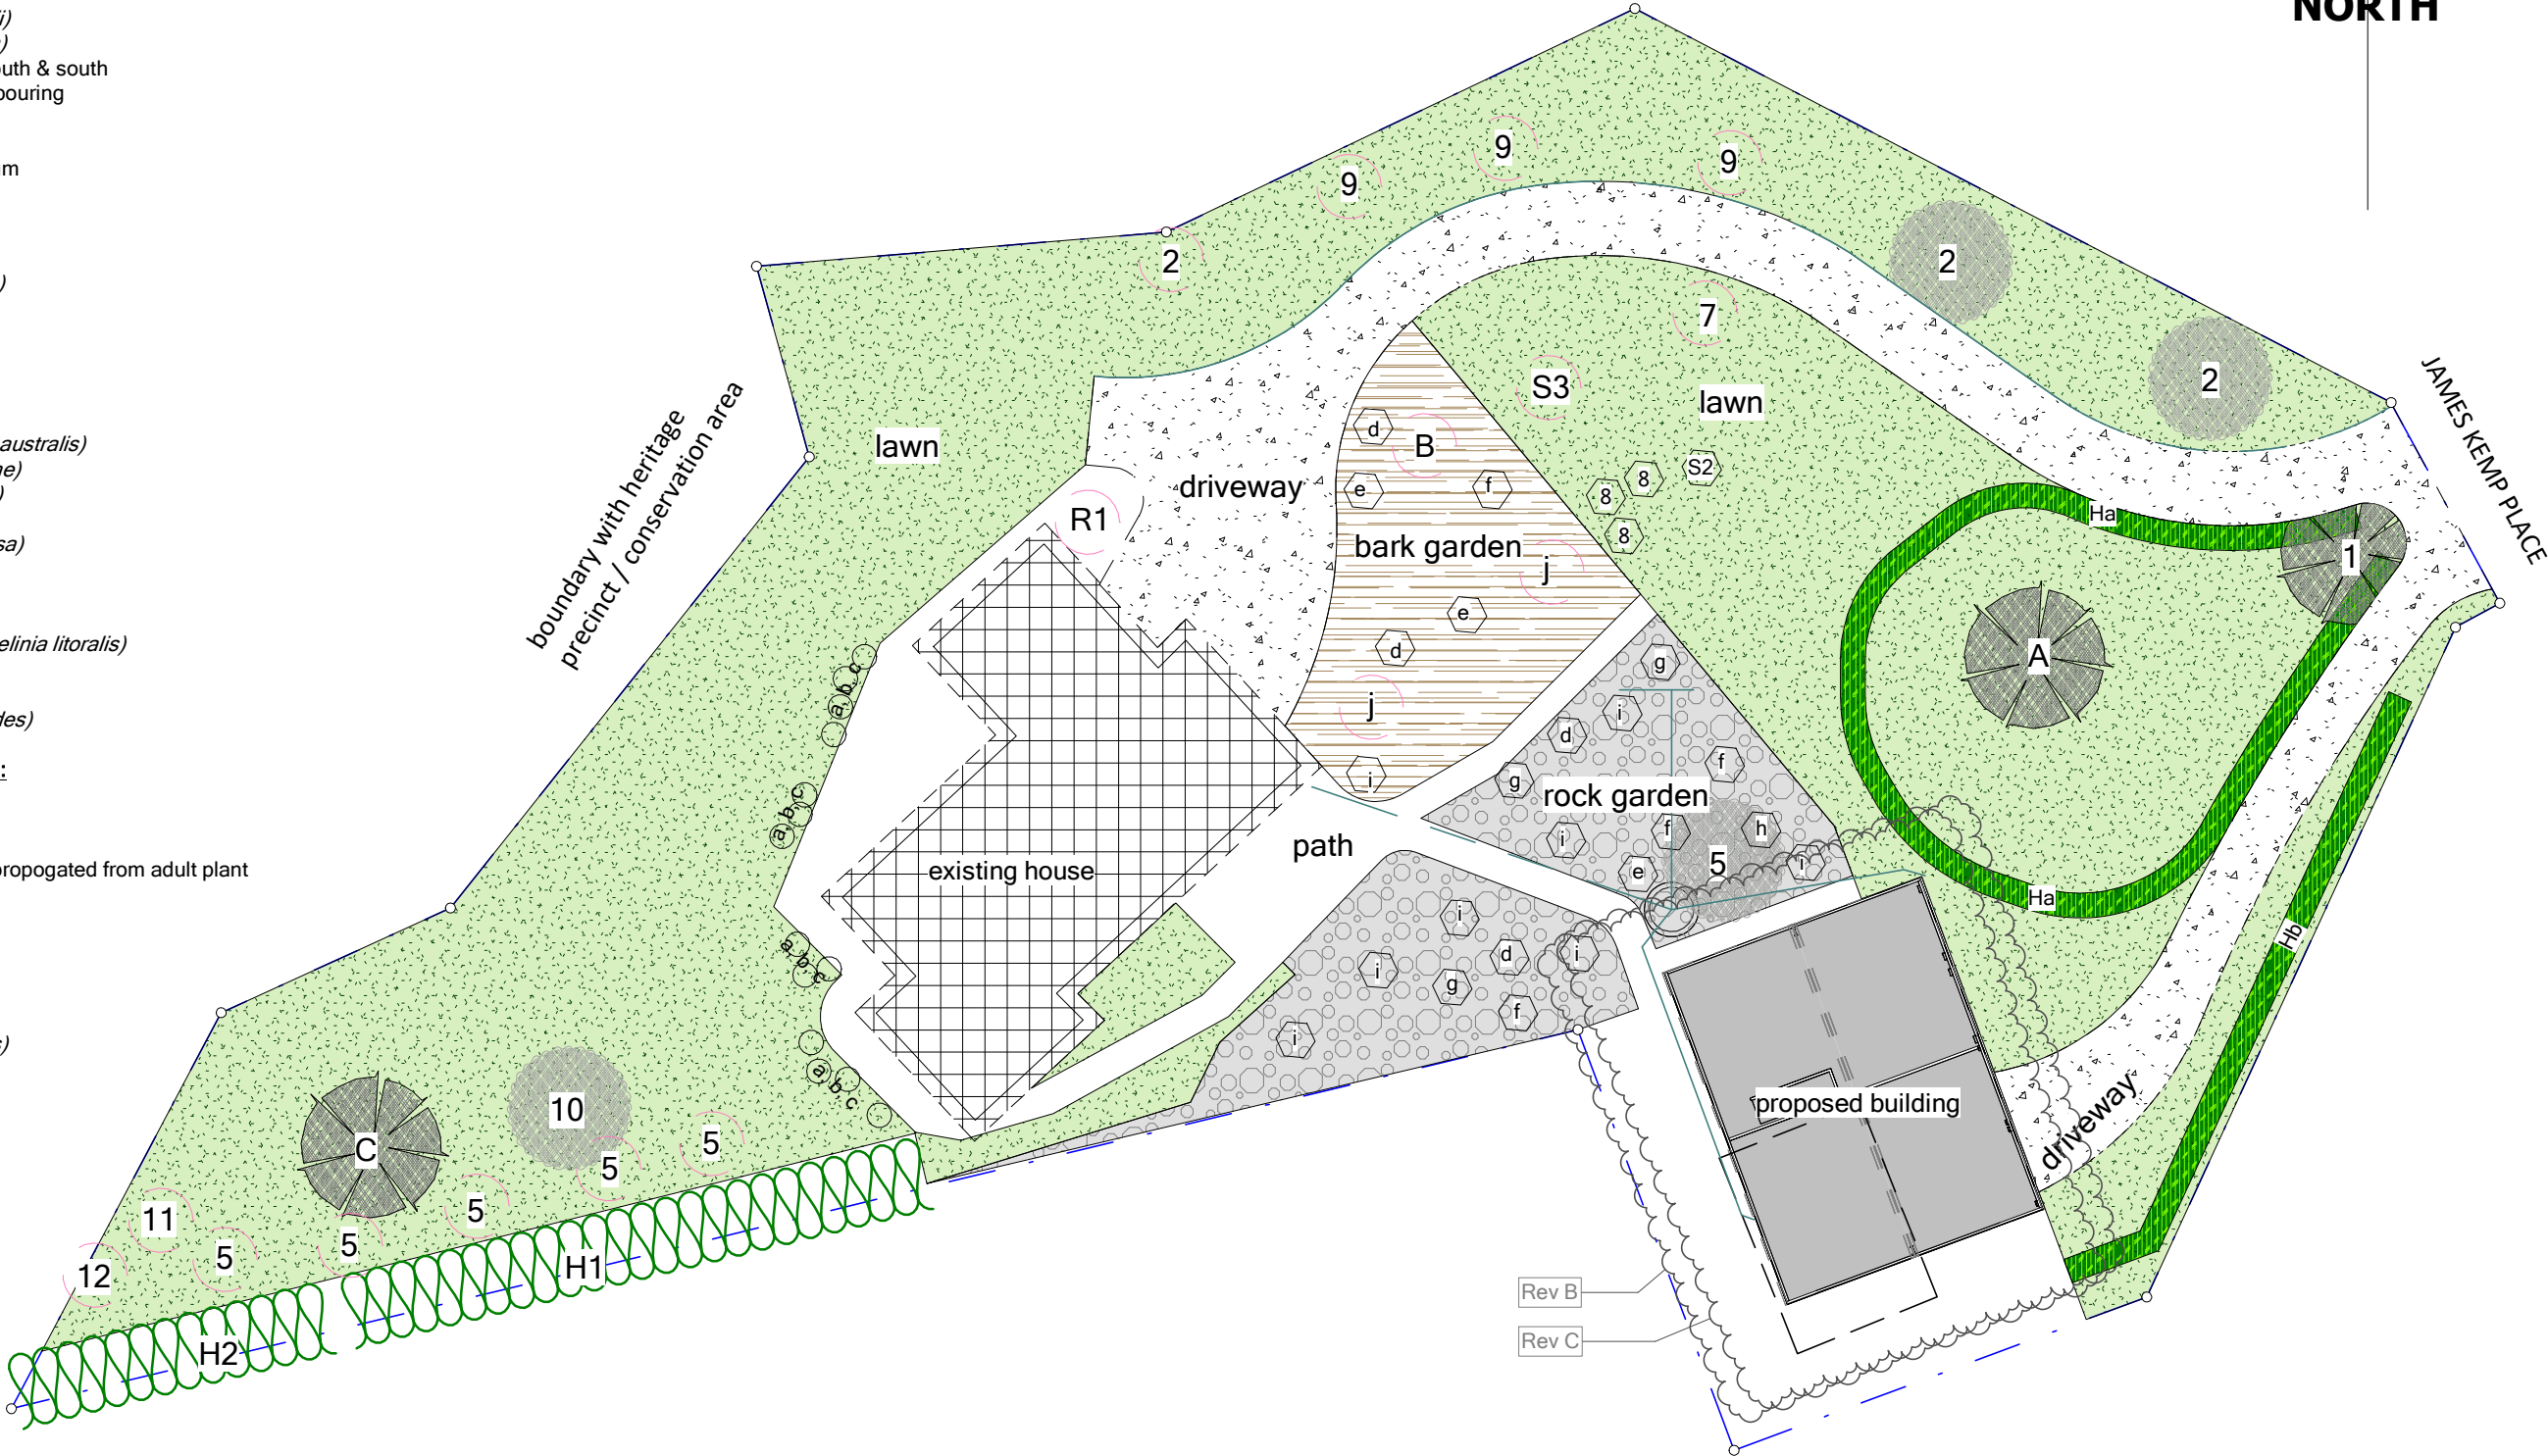 NORTH
uth & south
bouring
australis)
elinia litoralis)
des)
propogated from adult plant
boundary with heritage
precinct / conservation area
JAMES KEMP PLACE
9
9
9
2
2
2
7
S3
lawn
lawn
d
B
e
f
8
8
8
S2
driveway
R1
bark garden
j
e
d
j
i
Ha
1
A
g
i
d
f
g
rock garden
i
f
h
5
e
i
a, b, c
a, b, c
a, b, c
a, b, c
existing house
path
i
i
d
i
g
f
i
Ha
Hb
proposed building
driveway
10
C
5
5
5
5
5
11
12
H1
H2
Rev B
Rev C